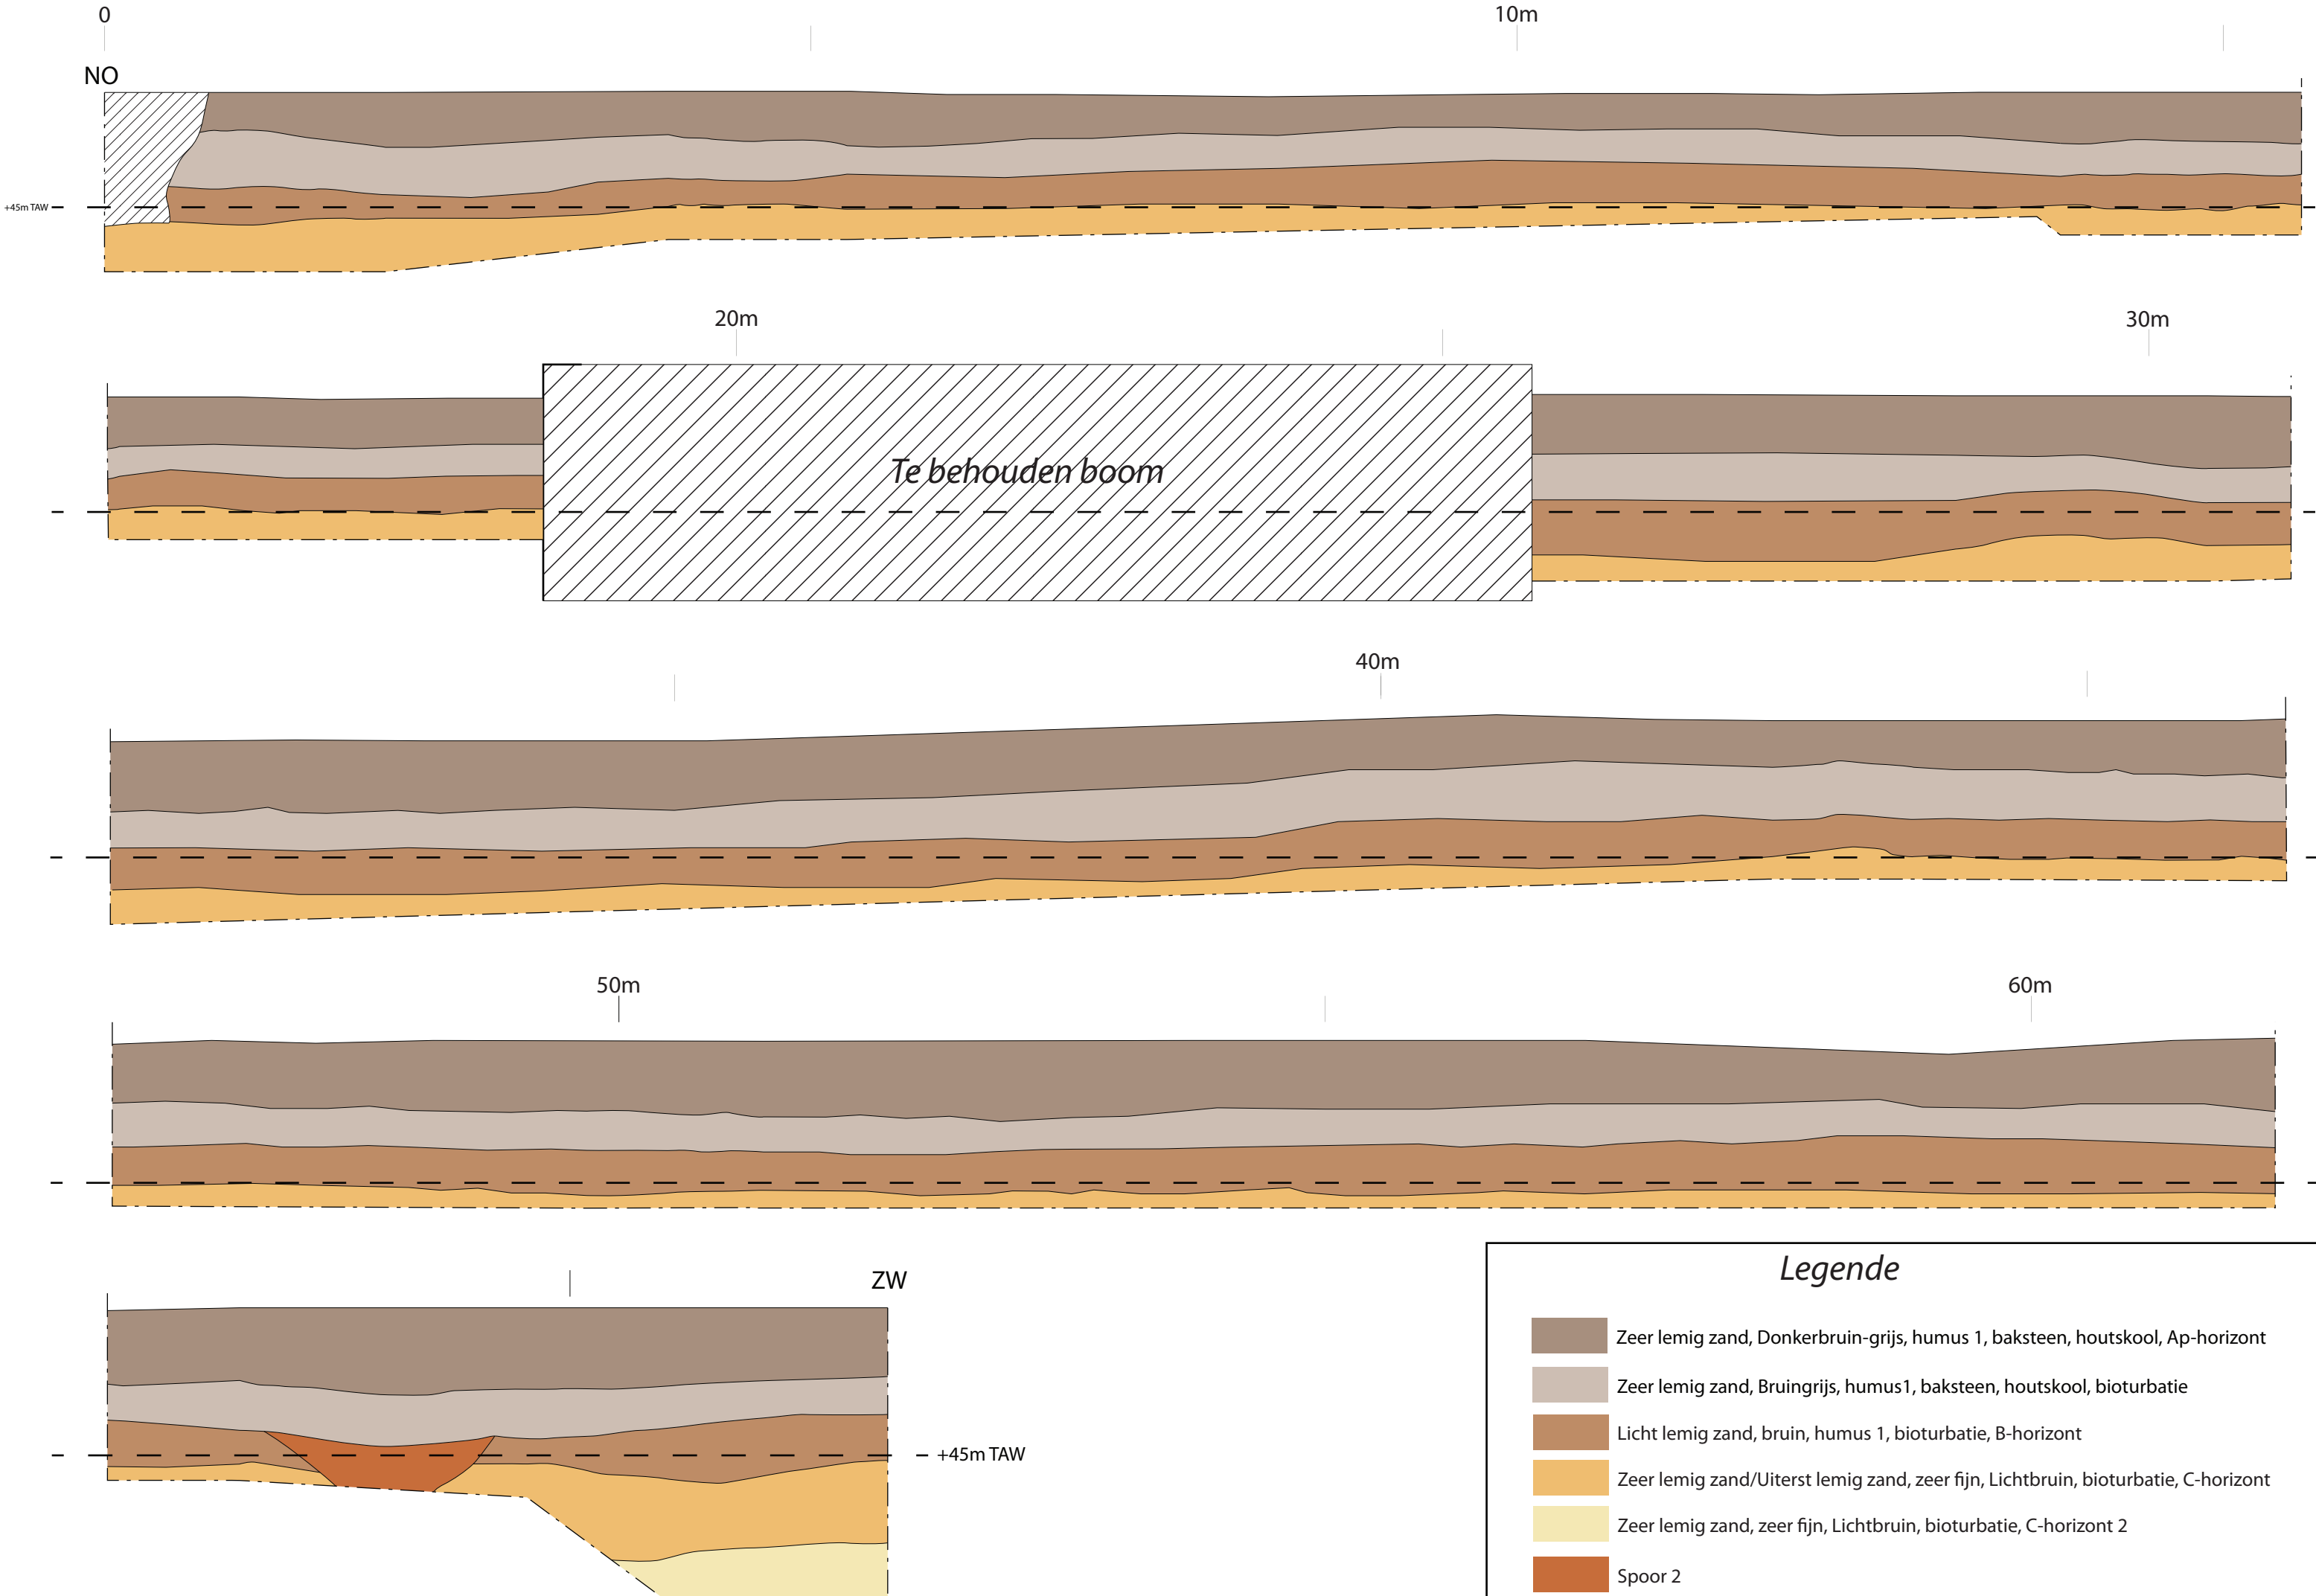 0
10m
NO
+45m TAW
20m
30m
Te behouden boom
40m
50m
60m
ZW
+45m TAW
Legende
Zeer lemig zand, Donkerbruin-grijs, humus 1, baksteen, houtskool, Ap-horizont
Zeer lemig zand, Bruingrijs, humus1, baksteen, houtskool, bioturbatie
Licht lemig zand, bruin, humus 1, bioturbatie, B-horizont
Zeer lemig zand/Uiterst lemig zand, zeer fijn, Lichtbruin, bioturbatie, C-horizont
Zeer lemig zand, zeer fijn, Lichtbruin, bioturbatie, C-horizont 2
Spoor 2